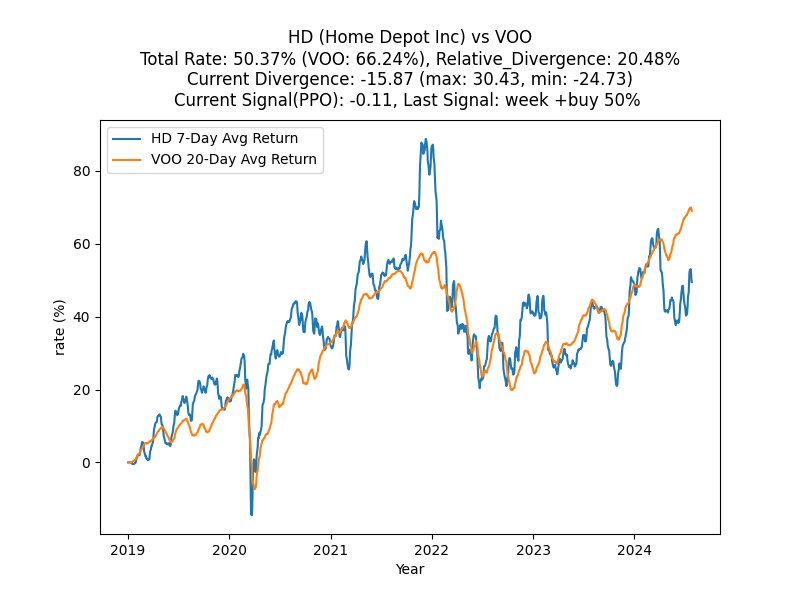 HD (Home Depot Inc) vs VOO
Total Rate: 50.37% (VOO: 66.24%), Relative_Divergence: 20.48%
Current Divergence: -15.87 (max: 30.43, min: -24.73)
Current Signal(PPO): -0.11, Last Signal: week +buy 50%
HD 7-Day Avg Return
VOO 20-Day Avg Return
80
60
40
20
0
rate (%)
2019 2020 2021 2022 2023 2024
Year